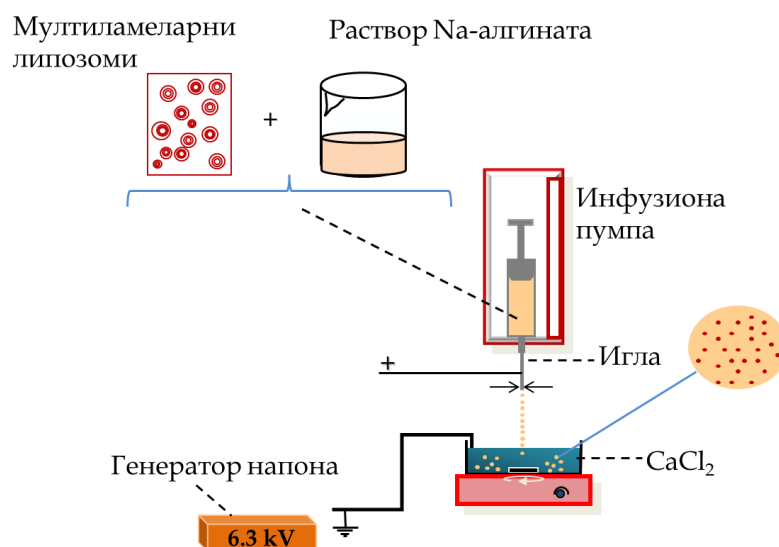 Мултиламеларни
липозоми
Раствор Na-алгината
+
Инфузиона
пумпа
+
Игла
CaCl₂
Генератор напона
6.3 kV